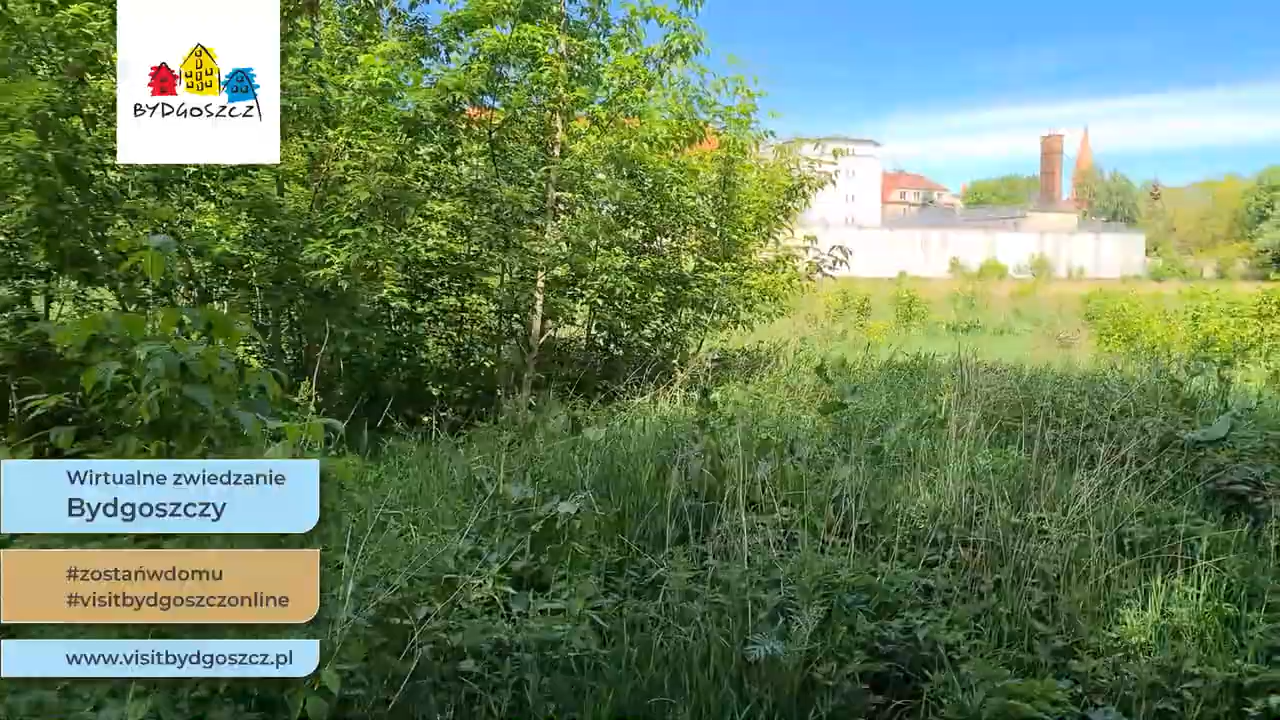 BYDGOSZCZ
Wirtualne zwiedzanie
Bydgoszczy
#zostańwdomu
#visitbydgoszczonline
www.visitbydgoszcz.pl